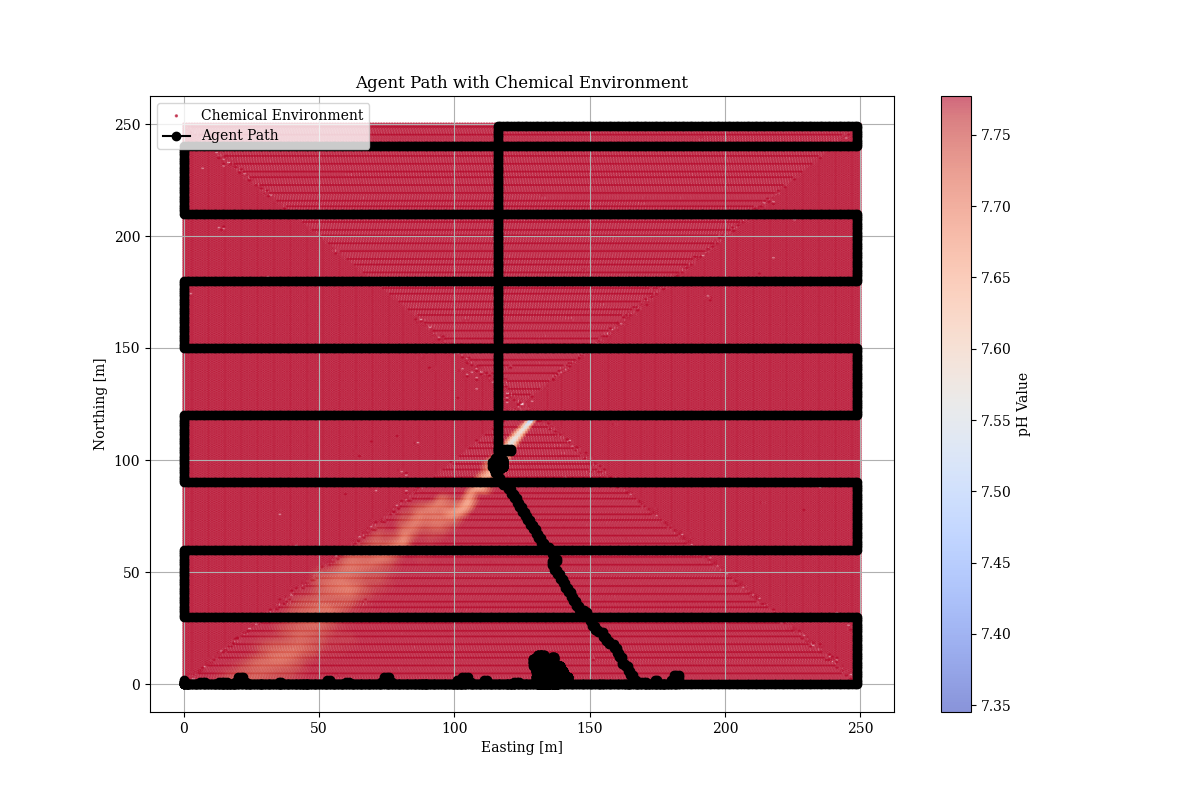 Agent Path with Chemical Environment
Chemical Environment
Agent Path
250
200
150
100
50
0
Northing [m]
0 50 100 150 200 250
Easting [m]
7.75
7.70
7.65
7.60
7.55
7.50
7.45
7.40
7.35
pH Value